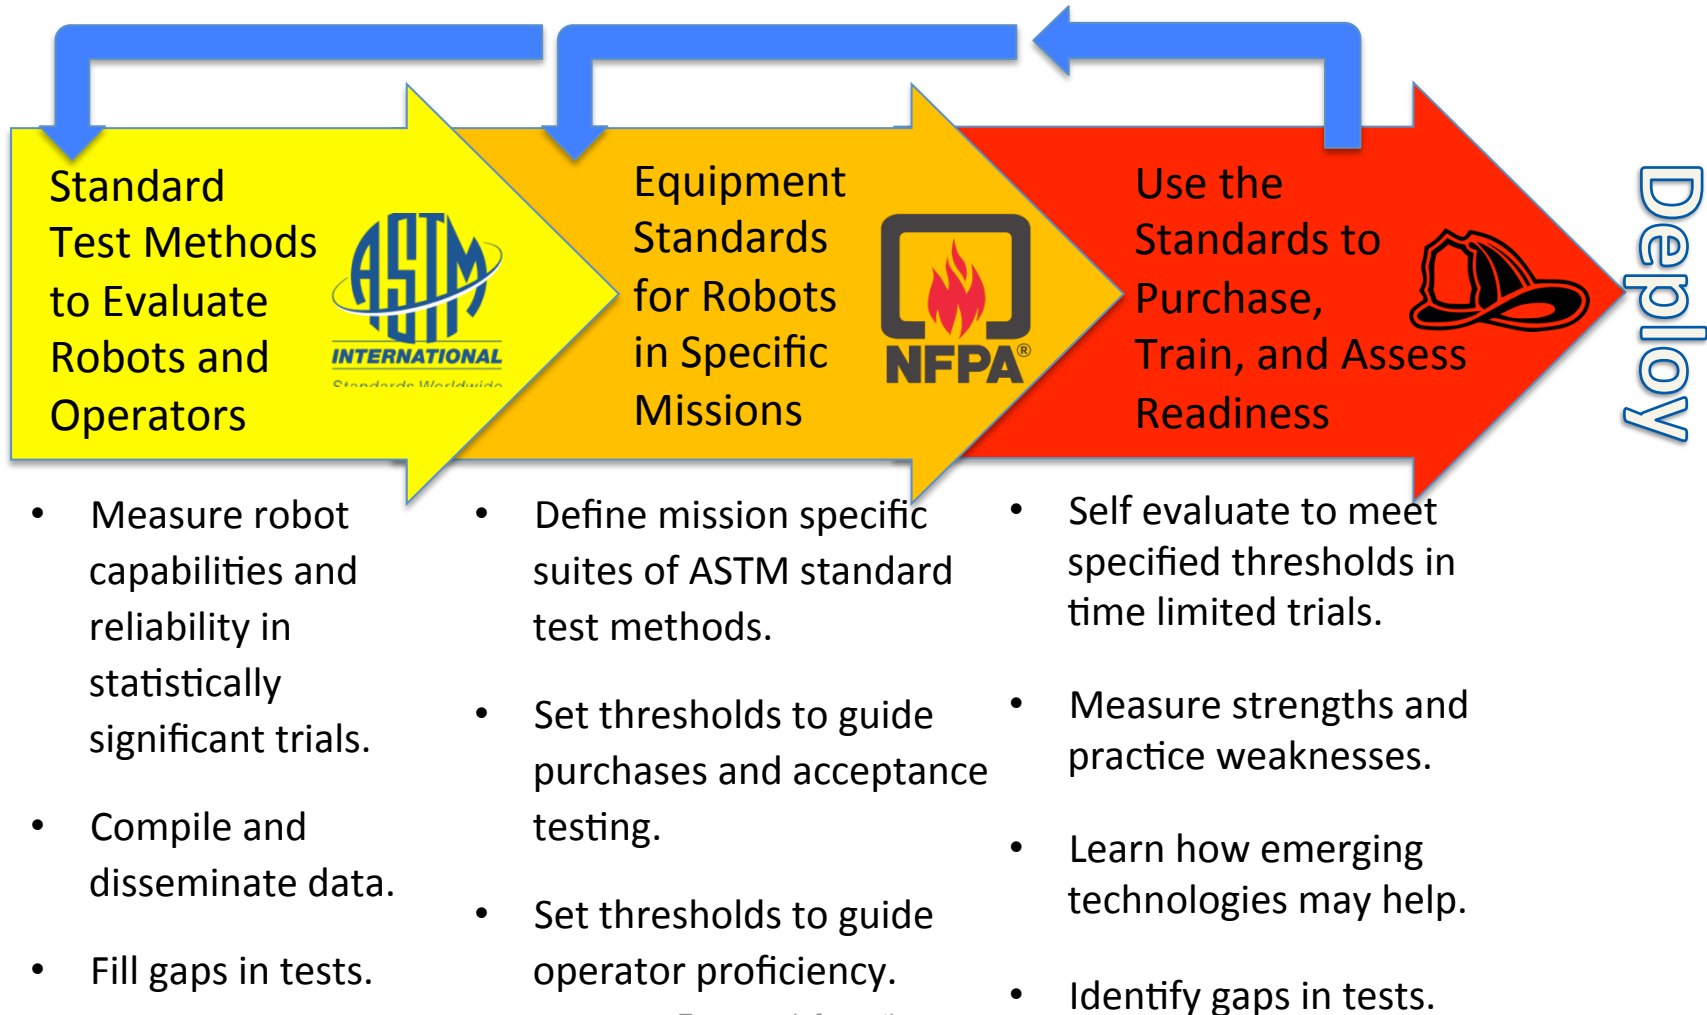 Standard
Test Methods
to Evaluate
Robots and
Operators
ASTM
INTERNATIONAL
Standards Worldwide
Equipment
Standards
for Robots
in Specific
Missions
NFPA®
Use the
Standards to
Purchase,
Train, and Assess
Readiness
Deploy
• Measure robot
capabilities and
reliability in
statistically
significant trials.
• Compile and
disseminate data.
• Fill gaps in tests.
• Define mission specific
suites of ASTM standard
test methods.
• Set thresholds to guide
purchases and acceptance
testing.
• Set thresholds to guide
operator proficiency.
• Self evaluate to meet
specified thresholds in
time limited trials.
• Measure strengths and
practice weaknesses.
• Learn how emerging
technologies may help.
• Identify gaps in tests.